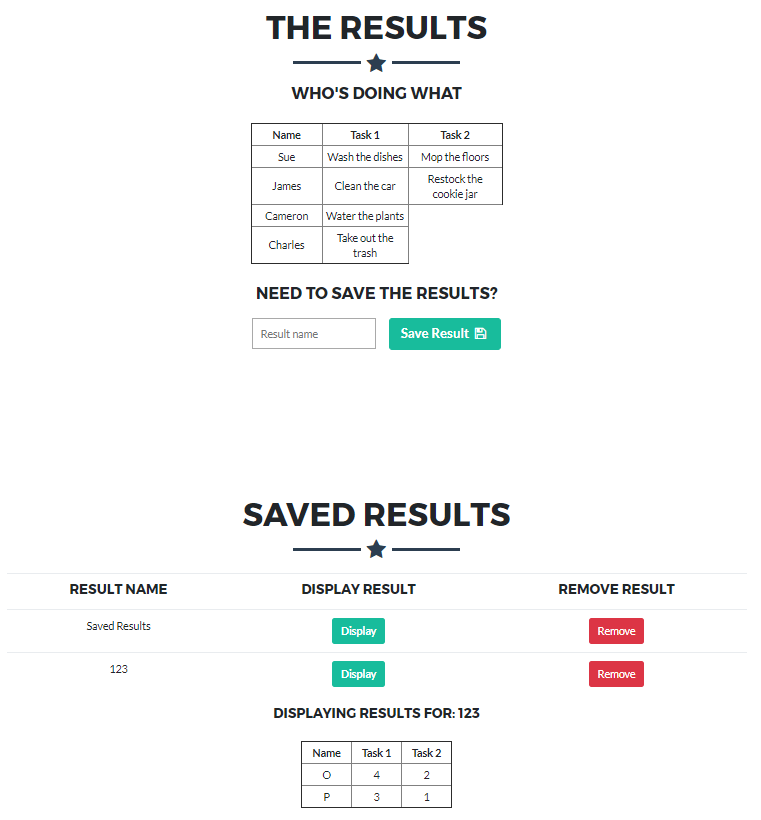 THE RESULTS
WHO'S DOING WHAT
Name Task 1 Task 2
Sue Wash the dishes Mop the floors
James Clean the car Restock the
cookie jar
Cameron Water the plants
Charles Take out the
trash
NEED TO SAVE THE RESULTS?
Result name Save Result
SAVED RESULTS
RESULT NAME DISPLAY RESULT REMOVE RESULT
Saved Results Display Remove
123 Display Remove
DISPLAYING RESULTS FOR: 123
Name Task 1 Task 2
O 4 2
P 3 1